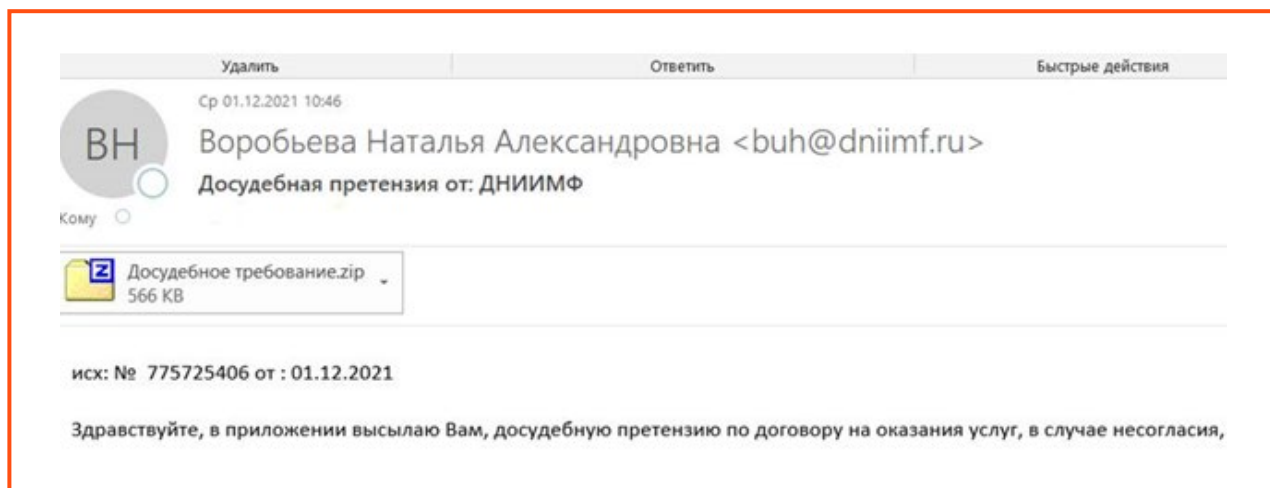 Удалить Ответить Быстрые действия
Ср 01.12.2021 10:46
ВН
Воробьева Наталья Александровна <buh@dniimf.ru>
Досудебная претензия от: ДНИИМФ
Кому
Досудебное требование.zip
566 KB
исх: № 775725406 от : 01.12.2021
Здравствуйте, в приложении высылаю Вам, досудебную претензию по договору на оказания услуг, в случае несогласия,